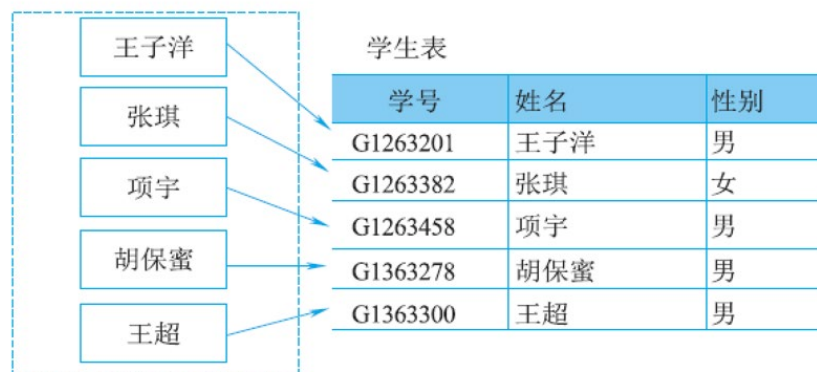 王子洋
张琪
项宇
胡保蜜
王超
学生表
学号 姓名 性别
G1263201 王子洋 男
G1263382 张琪 女
G1263458 项宇 男
G1363278 胡保蜜 男
G1363300 王超 男